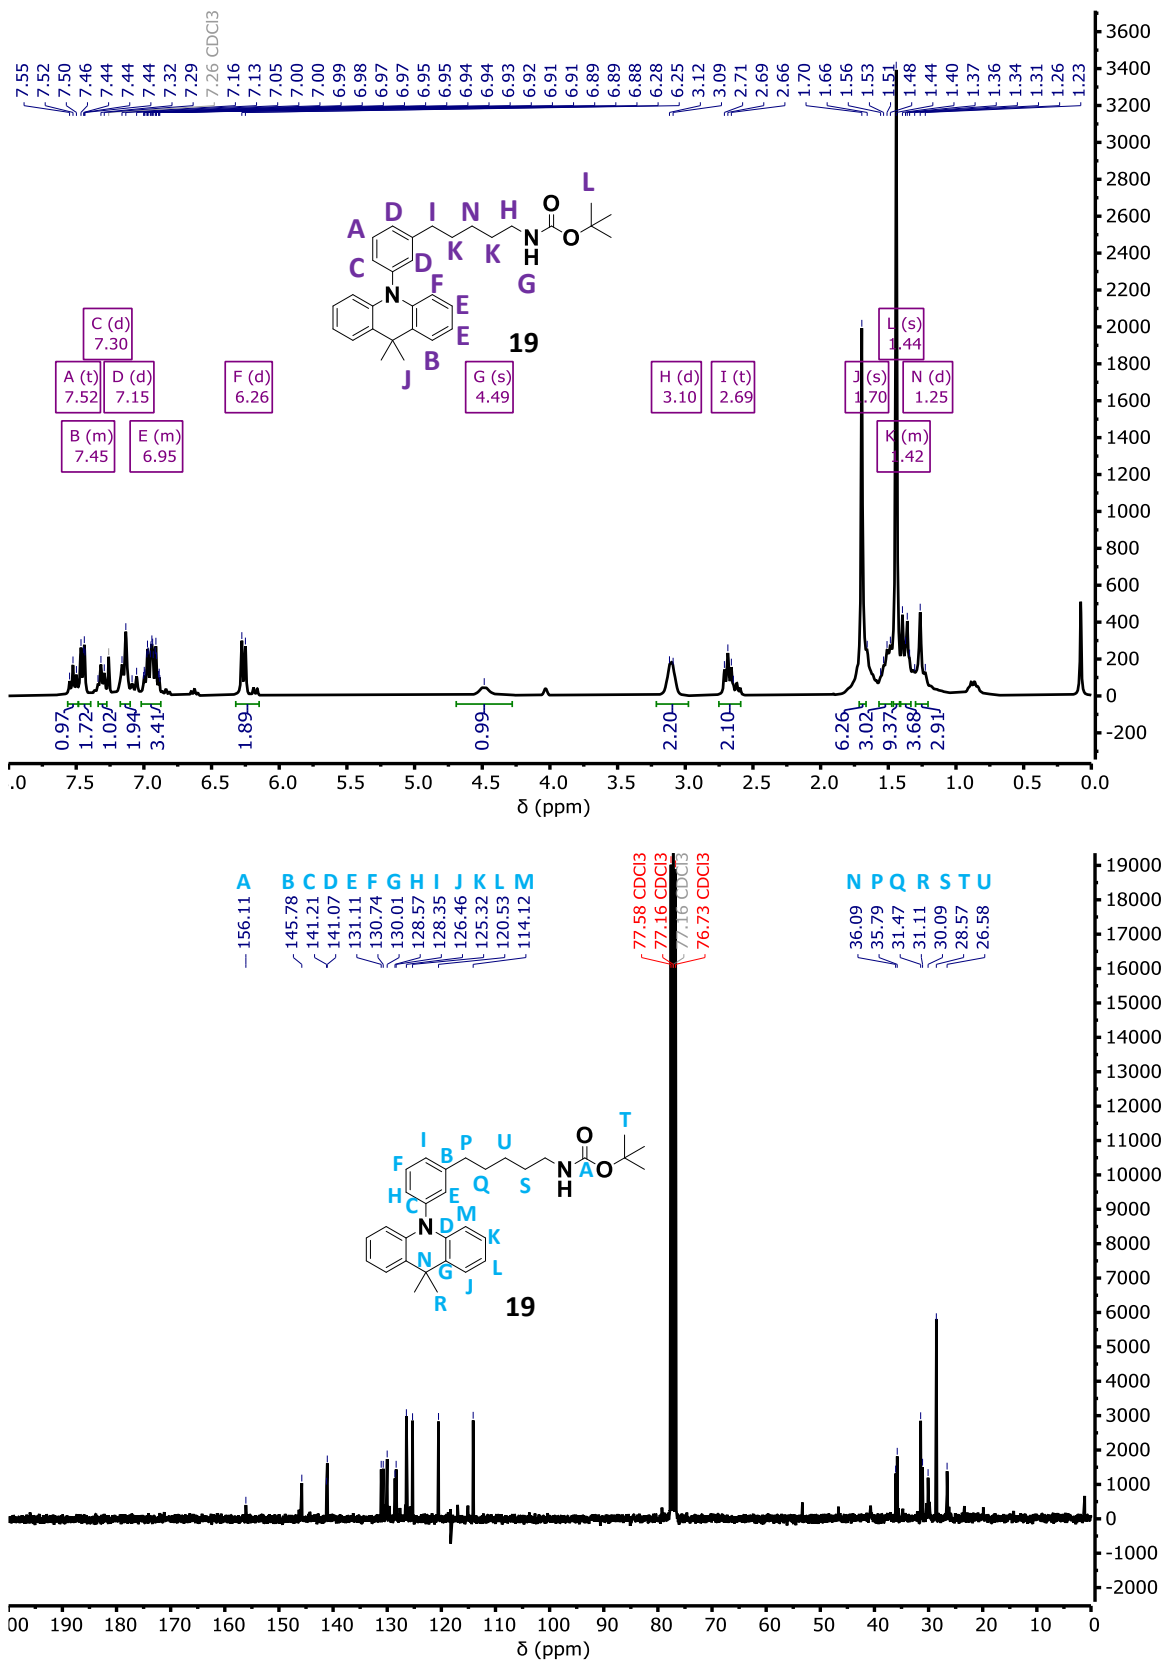 7.55 7.52 7.50 7.46 7.44 7.44 7.44 7.32 7.29 7.26 CDCl3 7.16 7.13 7.05 7.00 7.00 6.99 6.98 6.97 6.97 6.95 6.95 6.94 6.94 6.93 6.92 6.91 6.91 6.89 6.89 6.88 6.28 6.25 3.12 3.09 2.71 2.69 2.66 1.70 1.66 1.56 1.53 1.51 1.48 1.44 1.40 1.37 1.36 1.34 1.31 1.26 1.23
3600
3400
3200
3000
2800
2600
2400
2200
2000
1800
1600
1400
1200
1000
800
600
400
200
0
-200
L
A D I N H O
K K N O
C D H G
F
N E
E
B
J
19
C (d)
7.30
L (s)
1.44
A (t) D (d) F (d) G (s) H (d) I (t) J (s) N (d)
7.52 7.15 6.26 4.49 3.10 2.69 1.70 1.25
B (m) E (m) K (m)
7.45 6.95 1.42
0.97 1.72 1.02 1.94 3.41 1.89 0.99 2.20 2.10 6.26 3.02 9.37 3.68 2.91
.0 7.5 7.0 6.5 6.0 5.5 5.0 4.5 4.0 3.5 3.0 2.5 2.0 1.5 1.0 0.5 0.0
δ (ppm)
A B C D E F G H I J K L M N P Q R S T U
156.11 145.78 141.21 141.07 131.11 130.74 130.01 128.57 128.35 126.46 125.32 120.53 114.12 77.58 CDCl3 77.16 CDCl3 77.16 CDCl3 76.73 CDCl3 36.09 35.79 31.47 31.11 30.09 28.57 26.58
19000
18000
17000
16000
15000
14000
13000
12000
11000
10000
9000
8000
7000
6000
5000
4000
3000
2000
1000
0
-1000
-2000
T
I P U O
F B N A O
H E Q S H
C M
N D K
N G L
J
R
19
00 190 180 170 160 150 140 130 120 110 100 90 80 70 60 50 40 30 20 10 0
δ (ppm)